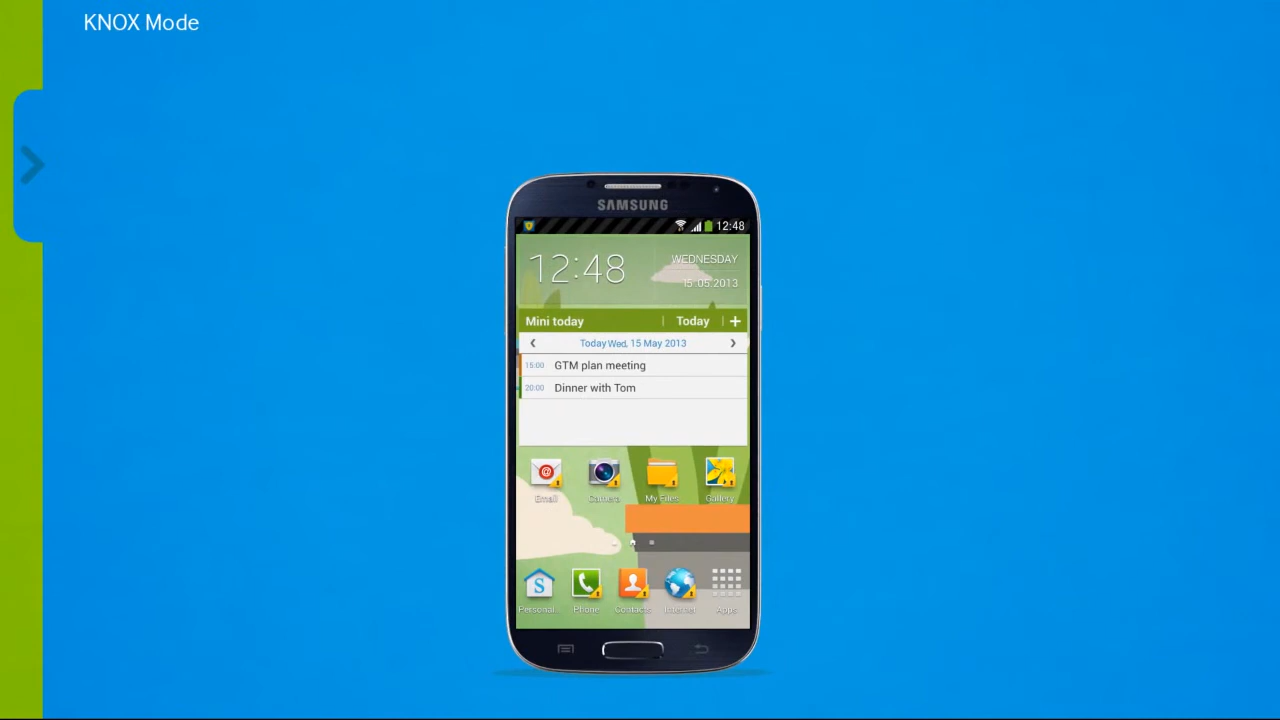 KNOX Mode
SAMSUNG
12:48
12:48
WEDNESDAY
15.05.2013
Mini today | Today | +
Today Wed, 15 May 2013
15:00 GTM plan meeting
20:00 Dinner with Tom
Email Camera My Files Gallery
S
Personal... Phone Contacts Internet Apps